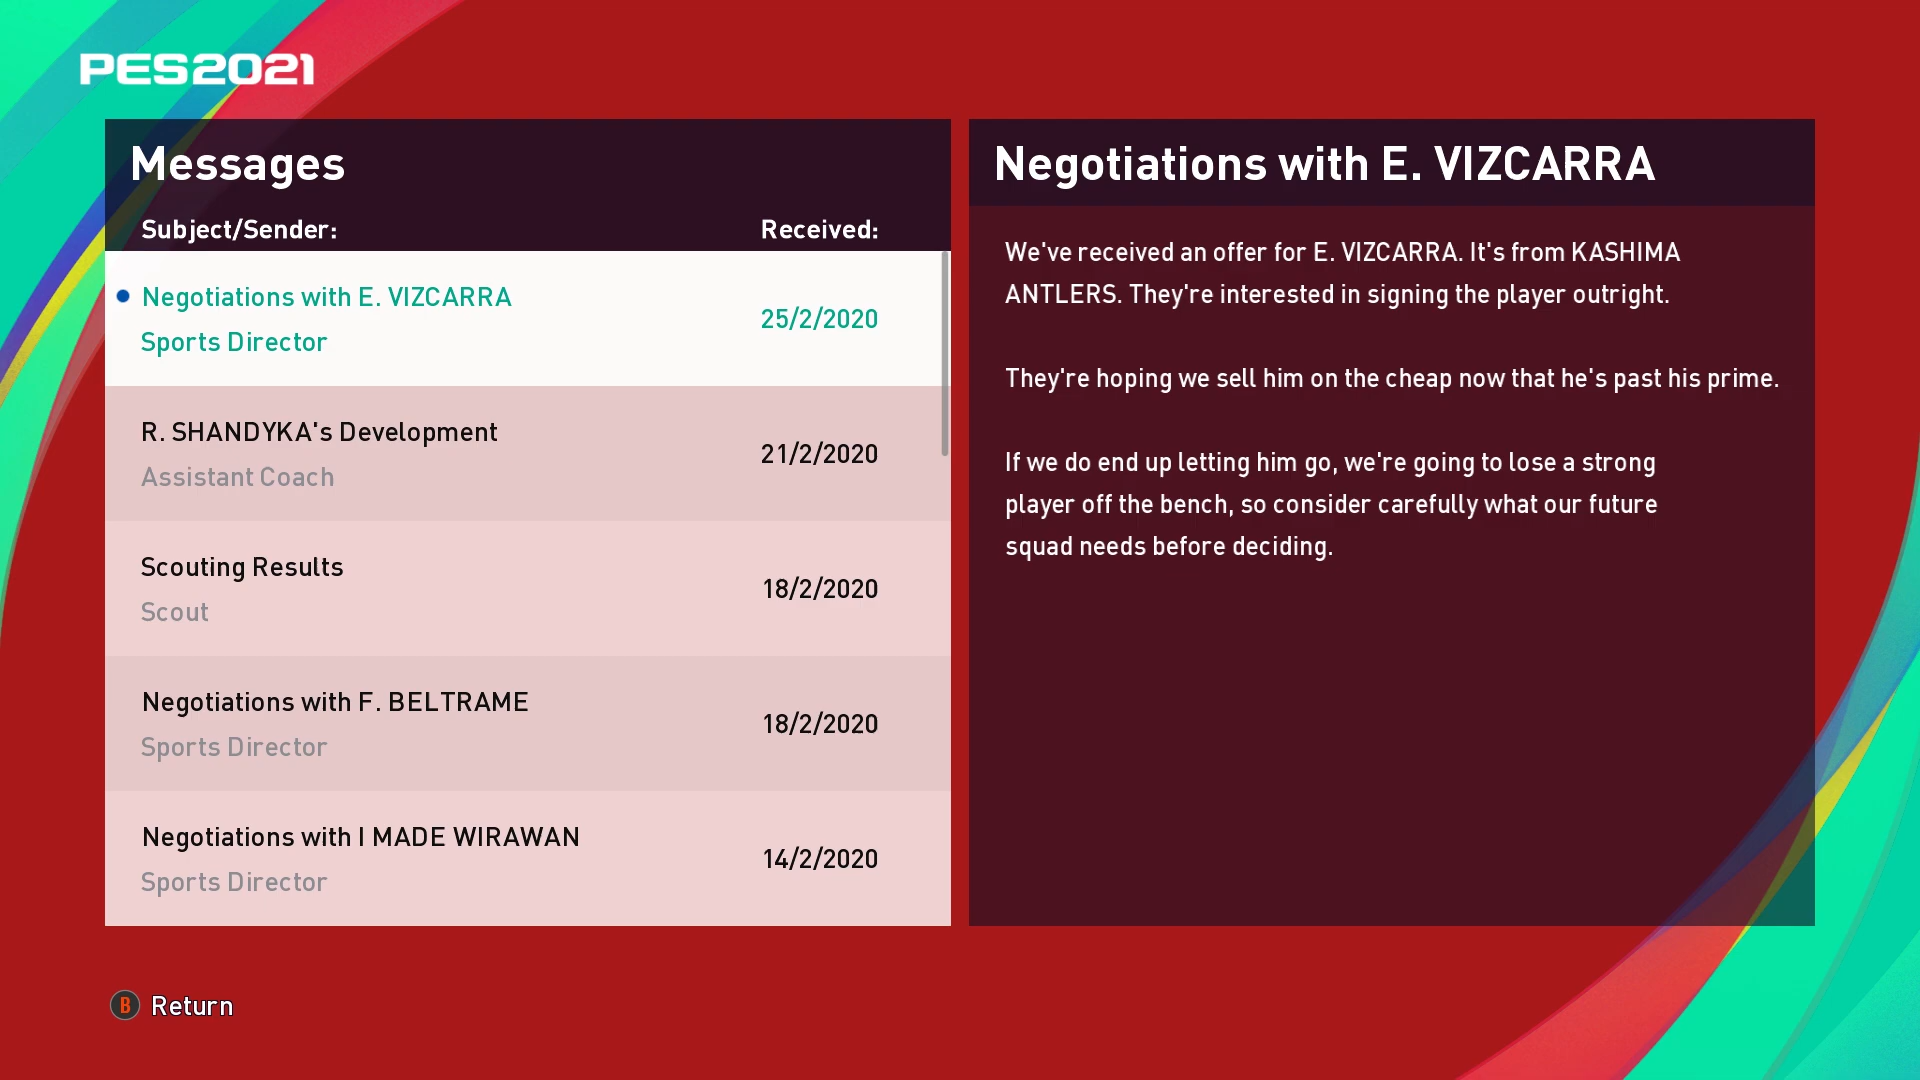 PES2021
Messages
Subject/Sender:
Received:
Negotiations with E. VIZCARRA
Sports Director
25/2/2020
R. SHANDYKA's Development
Assistant Coach
21/2/2020
Scouting Results
Scout
18/2/2020
Negotiations with F. BELTRAME
Sports Director
18/2/2020
Negotiations with I MADE WIRAWAN
Sports Director
14/2/2020
Negotiations with E. VIZCARRA
We've received an offer for E. VIZCARRA. It's from KASHIMA
ANTLERS. They're interested in signing the player outright.
They're hoping we sell him on the cheap now that he's past his prime.
If we do end up letting him go, we're going to lose a strong
player off the bench, so consider carefully what our future
squad needs before deciding.
B Return